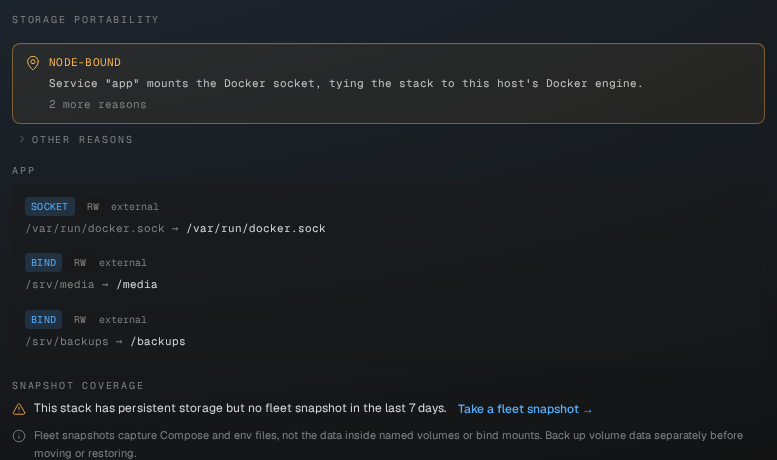 STORAGE PORTABILITY
NODE-BOUND
Service "app" mounts the Docker socket, tying the stack to this host's Docker engine.
2 more reasons
OTHER REASONS
APP
SOCKET RW external
/var/run/docker.sock → /var/run/docker.sock
BIND RW external
/srv/media → /media
BIND RW external
/srv/backups → /backups
SNAPSHOT COVERAGE
This stack has persistent storage but no fleet snapshot in the last 7 days. Take a fleet snapshot →
Fleet snapshots capture Compose and env files, not the data inside named volumes or bind mounts. Back up volume data separately before
moving or restoring.